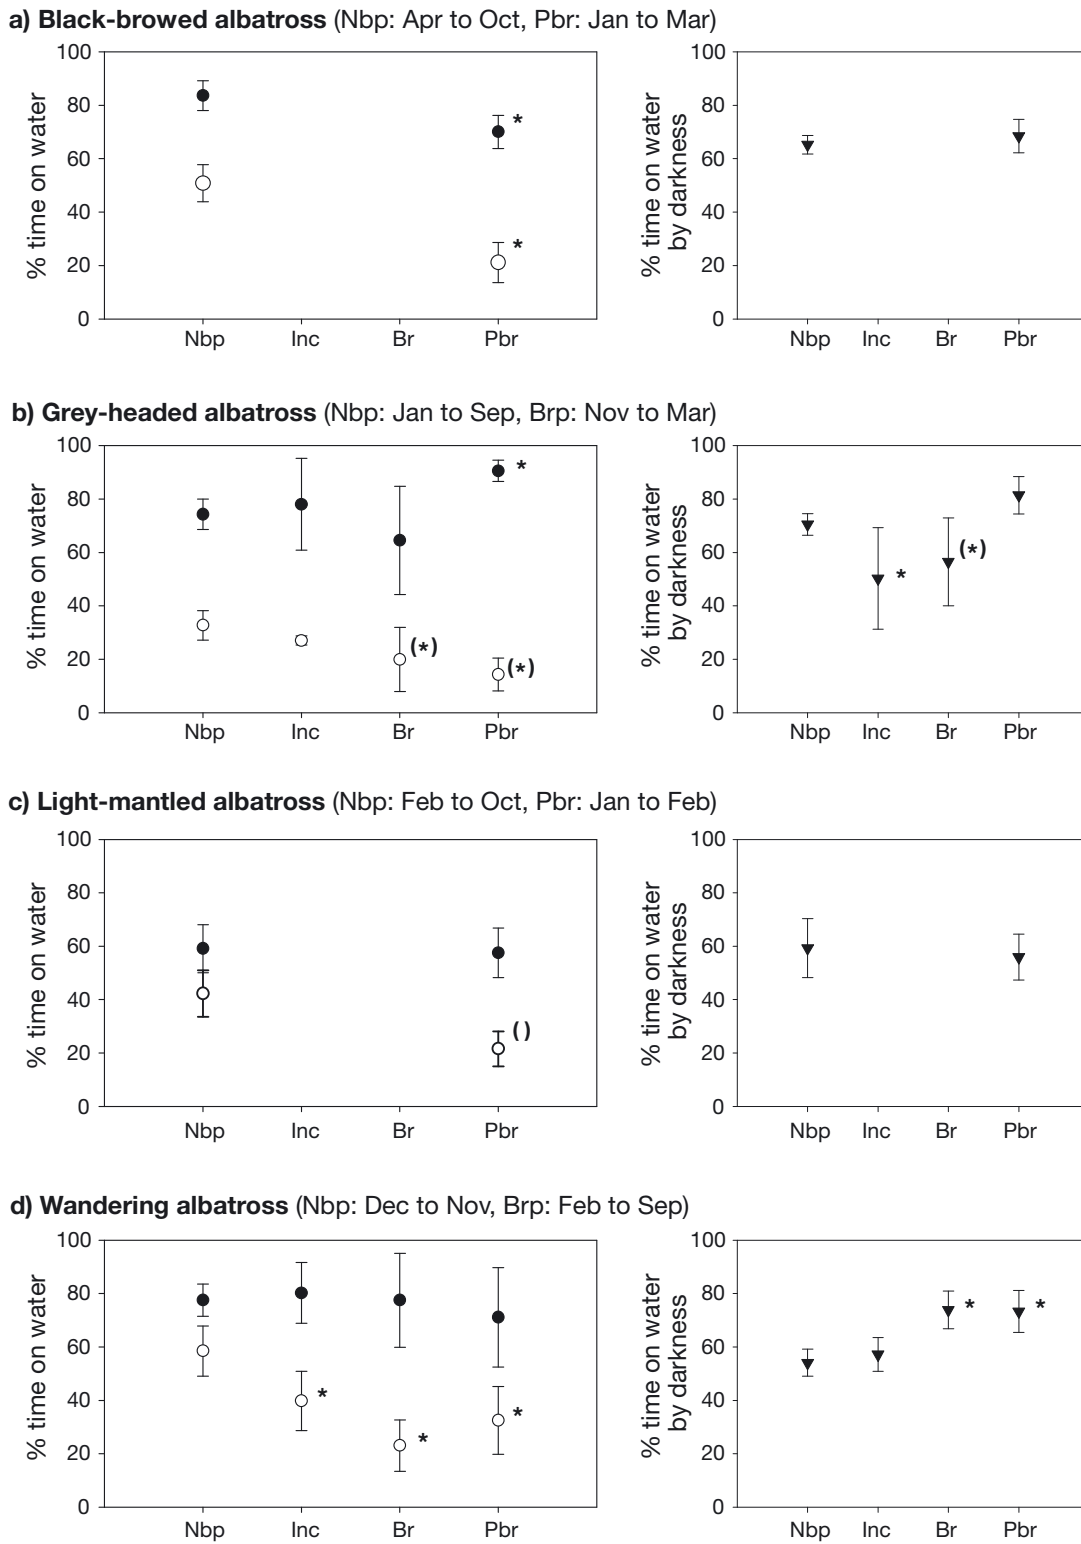 a) Black-browed albatross (Nbp: Apr to Oct, Pbr: Jan to Mar)
% time on water
100
80
60
40
20
0
*
*
Nbp Inc Br Pbr
% time on water
by darkness
100
80
60
40
20
0
Nbp Inc Br Pbr
b) Grey-headed albatross (Nbp: Jan to Sep, Brp: Nov to Mar)
% time on water
100
80
60
40
20
0
*
(*)
(*)
Nbp Inc Br Pbr
% time on water
by darkness
100
80
60
40
20
0
*
(*)
Nbp Inc Br Pbr
c) Light-mantled albatross (Nbp: Feb to Oct, Pbr: Jan to Feb)
% time on water
100
80
60
40
20
0
( )
Nbp Inc Br Pbr
% time on water
by darkness
100
80
60
40
20
0
Nbp Inc Br Pbr
d) Wandering albatross (Nbp: Dec to Nov, Brp: Feb to Sep)
% time on water
100
80
60
40
20
0
*
*
*
Nbp Inc Br Pbr
% time on water
by darkness
100
80
60
40
20
0
*
*
Nbp Inc Br Pbr